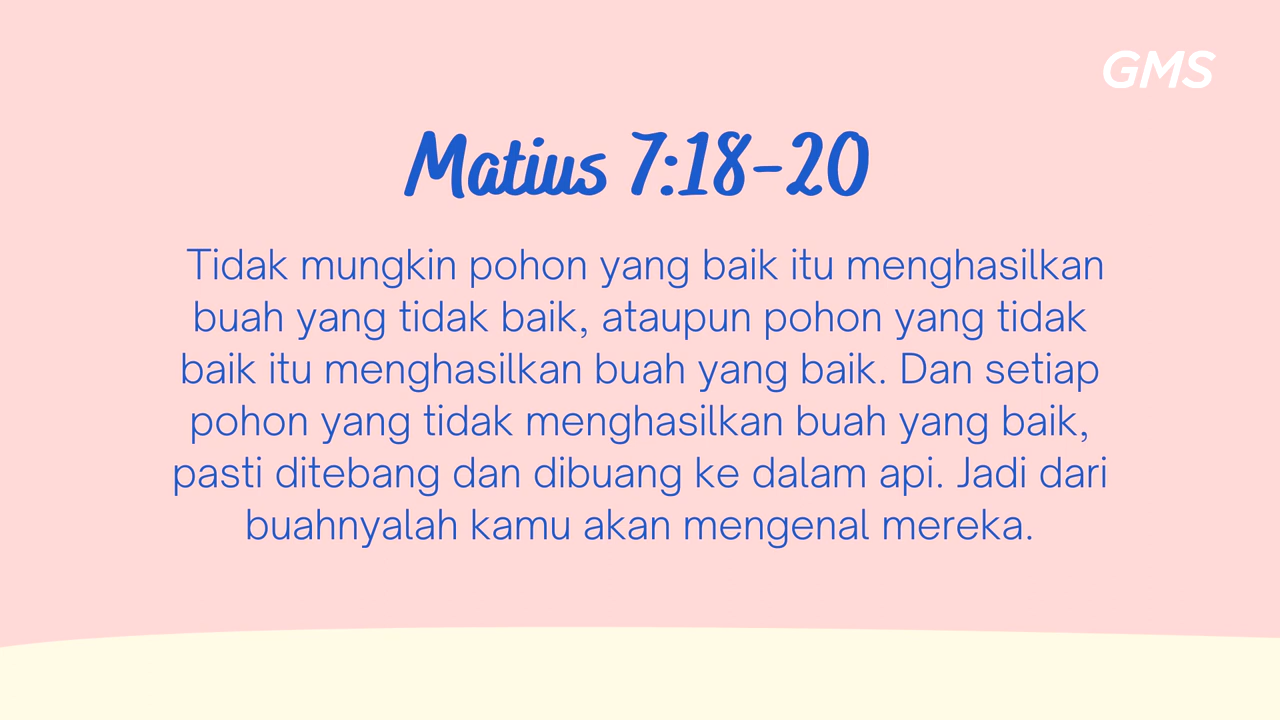 GMS
Matius 7:18-20
Tidak mungkin pohon yang baik itu menghasilkan
buah yang tidak baik, ataupun pohon yang tidak
baik itu menghasilkan buah yang baik. Dan setiap
pohon yang tidak menghasilkan buah yang baik,
pasti ditebang dan dibuang ke dalam api. Jadi dari
buahnyalah kamu akan mengenal mereka.